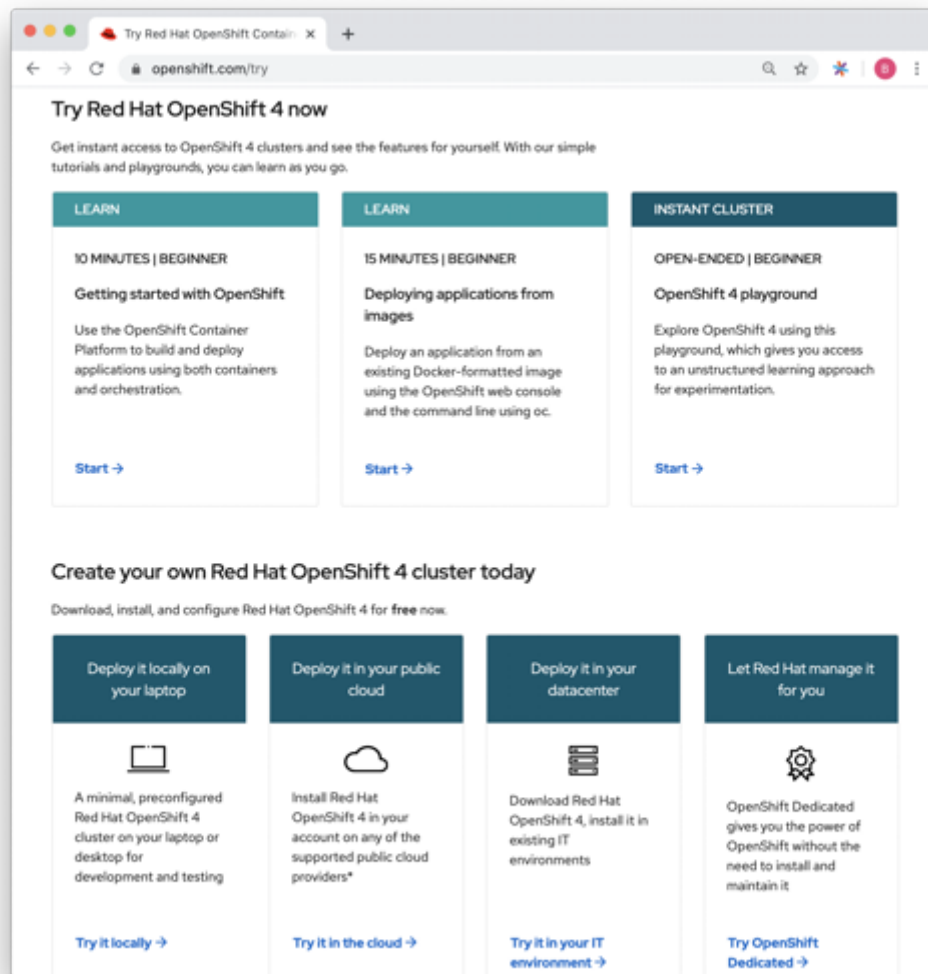 Try Red Hat OpenShift Contain
openshift.com/try
B
Try Red Hat OpenShift 4 now
Get instant access to OpenShift 4 clusters and see the features for yourself. With our simple
tutorials and playgrounds, you can learn as you go.
LEARN
10 MINUTES | BEGINNER
Getting started with OpenShift
Use the OpenShift Container
Platform to build and deploy
applications using both containers
and orchestration.
Start →
LEARN
15 MINUTES | BEGINNER
Deploying applications from
images
Deploy an application from an
existing Docker-formatted image
using the OpenShift web console
and the command line using oc.
Start →
INSTANT CLUSTER
OPEN-ENDED | BEGINNER
OpenShift 4 playground
Explore OpenShift 4 using this
playground, which gives you access
to an unstructured learning approach
for experimentation.
Start →
Create your own Red Hat OpenShift 4 cluster today
Download, install, and configure Red Hat OpenShift 4 for free now.
Deploy it locally on
your laptop
A minimal, preconfigured
Red Hat OpenShift 4
cluster on your laptop or
desktop for
development and testing
Try it locally →
Deploy it in your public
cloud
Install Red Hat
OpenShift 4 in your
account on any of the
supported public cloud
providers*
Try it in the cloud →
Deploy it in your
datacenter
Download Red Hat
OpenShift 4, install it in
existing IT
environments
Try it in your IT
environment →
Let Red Hat manage it
for you
OpenShift Dedicated
gives you the power of
OpenShift without the
need to install and
maintain it
Try OpenShift
Dedicated →